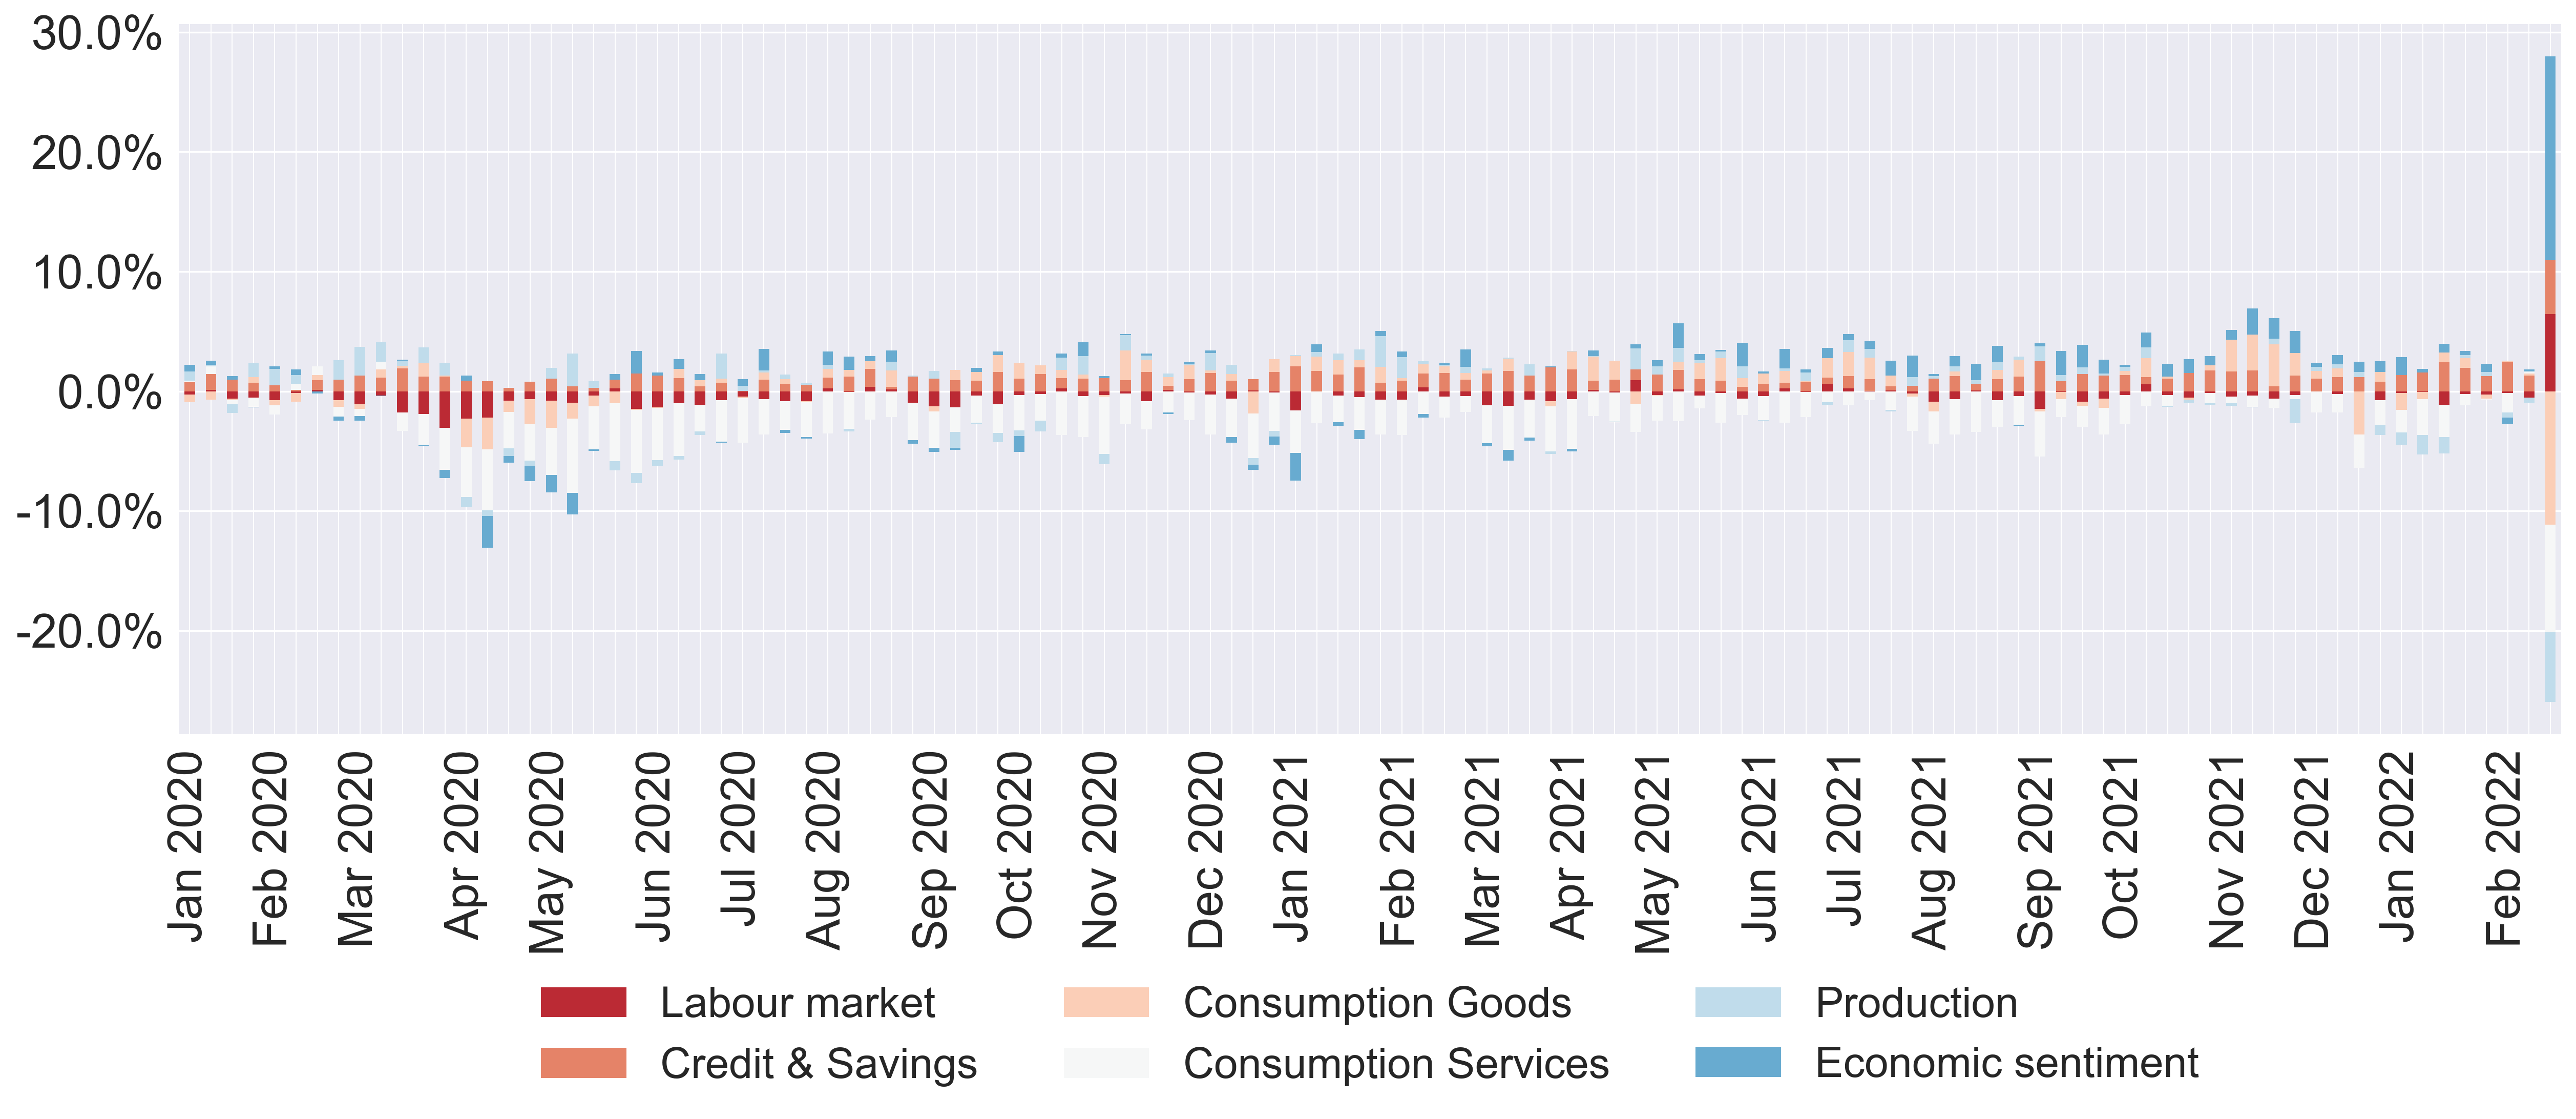 30.0%
20.0%
10.0%
0.0%
-10.0%
-20.0%
Jan 2020
Feb 2020
Mar 2020
Apr 2020
May 2020
Jun 2020
Jul 2020
Aug 2020
Sep 2020
Oct 2020
Nov 2020
Dec 2020
Jan 2021
Feb 2021
Mar 2021
Apr 2021
May 2021
Jun 2021
Jul 2021
Aug 2021
Sep 2021
Oct 2021
Nov 2021
Dec 2021
Jan 2022
Feb 2022
Labour market
Credit & Savings
Consumption Goods
Consumption Services
Production
Economic sentiment